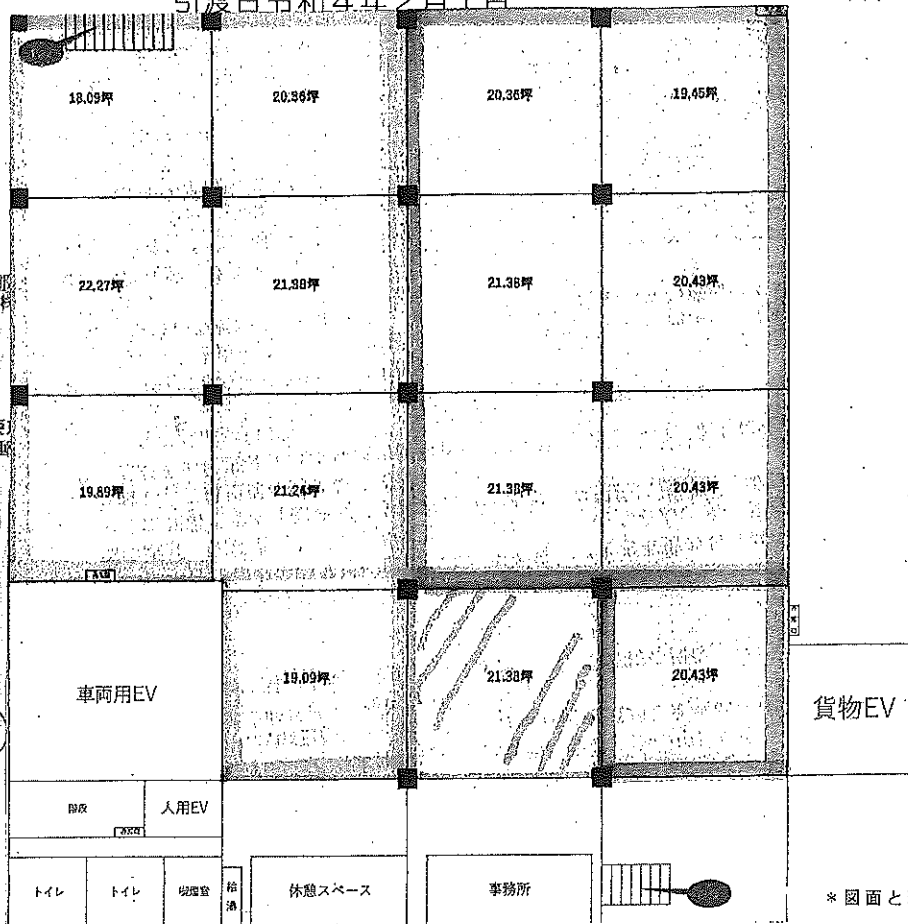 引渡日令和4年2月1日
18.09坪 20.36坪 20.36坪 19.45坪
22.27坪 21.38坪 21.38坪 20.43坪
19.89坪 21.24坪 21.38坪 20.43坪
車両用EV 19.09坪 21.38坪 20.43坪 貨物EV
階段 人用EV
トイレ トイレ 喫煙室 給湯 休憩スペース 事務所
*図面と